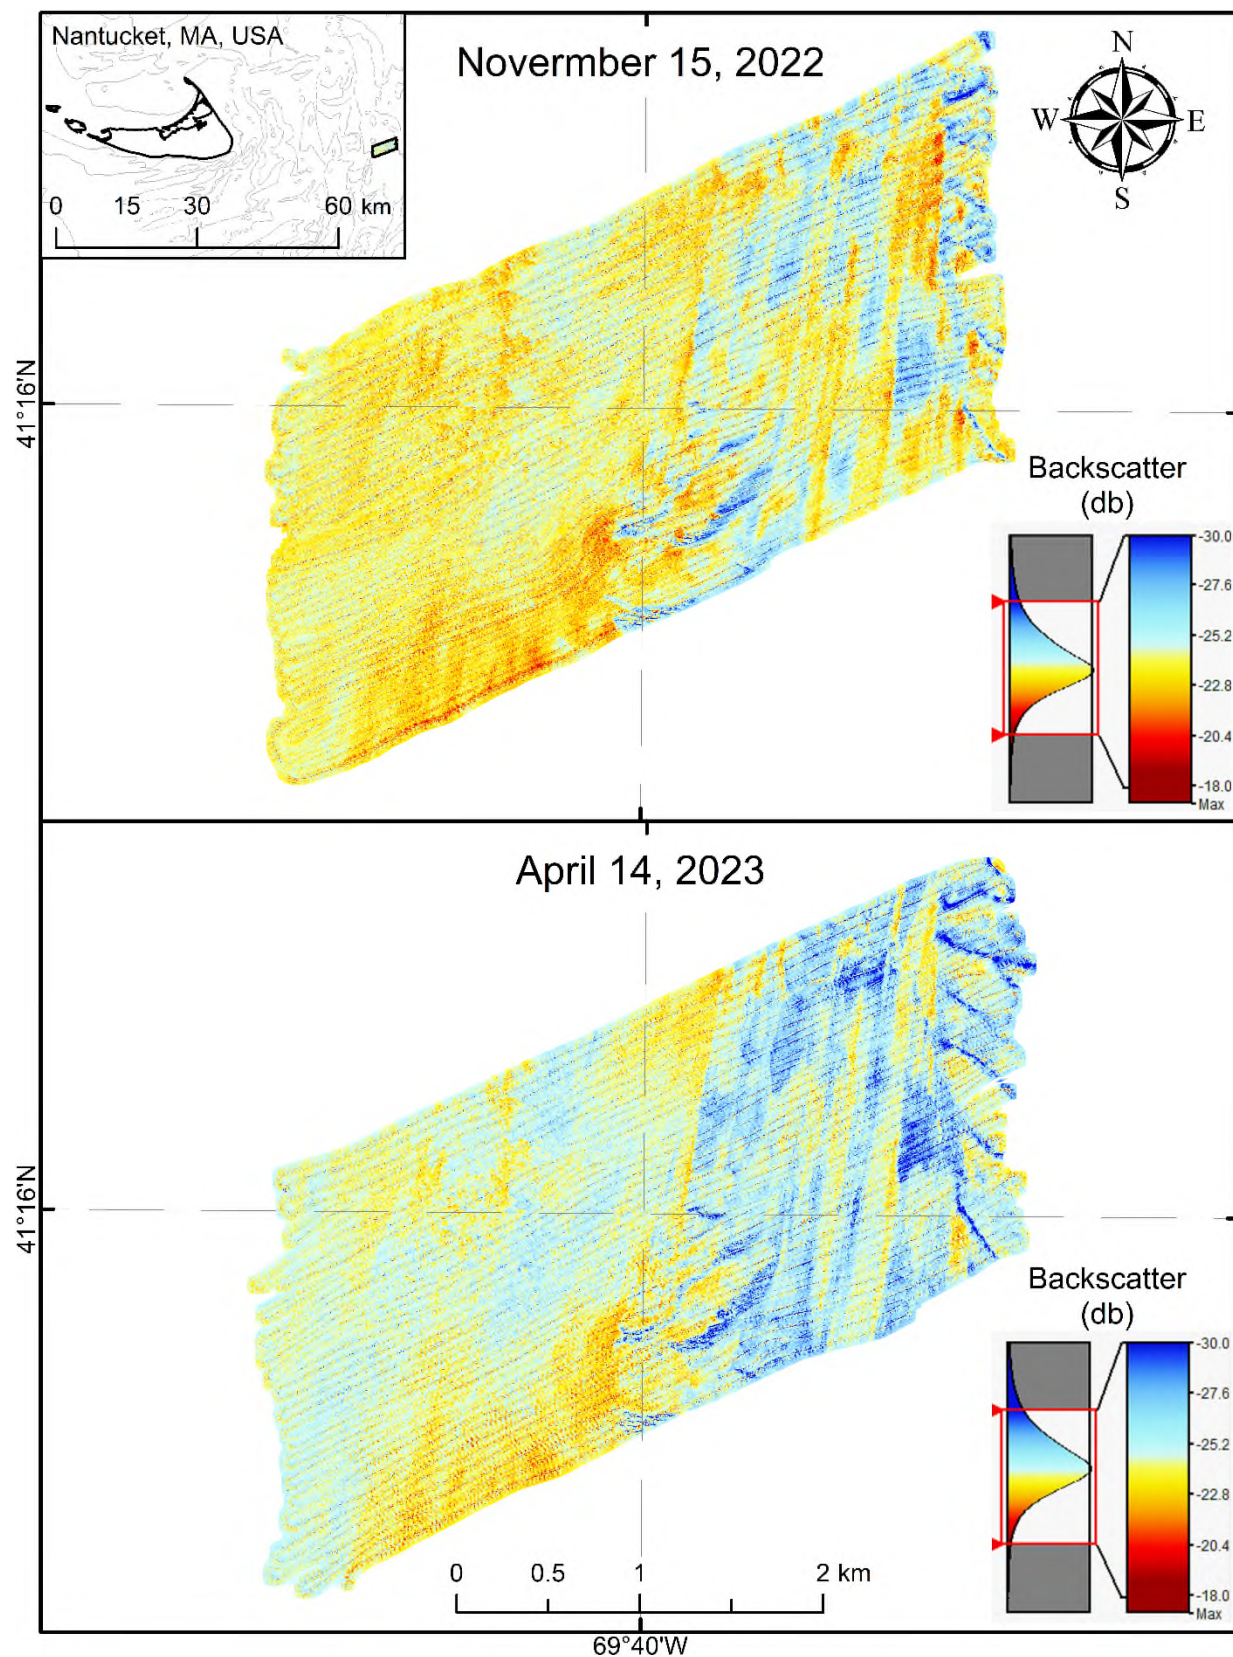 Nantucket, MA, USA
0 15 30 60 km
Novermber 15, 2022
N
W E
S
41°16'N
Backscatter
(db)
-30.0
-27.6
-25.2
-22.8
-20.4
-18.0
Max
April 14, 2023
41°16'N
Backscatter
(db)
-30.0
-27.6
-25.2
-22.8
-20.4
-18.0
Max
0 0.5 1 2 km
69°40'W